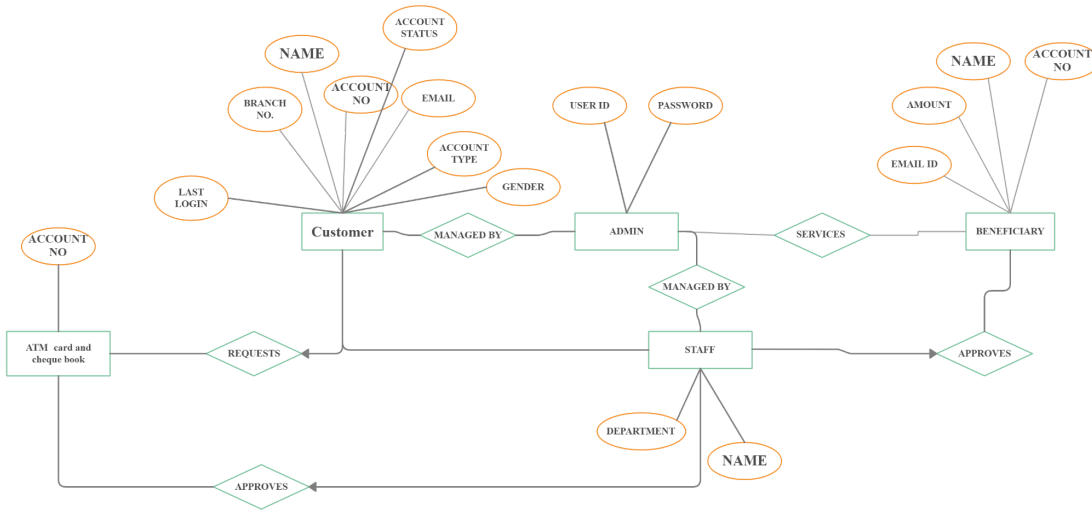 ACCOUNT
STATUS
NAME
ACCOUNT
NO
EMAIL
BRANCH
NO.
ACCOUNT
TYPE
GENDER
LAST
LOGIN
USER ID
PASSWORD
NAME
ACCOUNT
NO
AMOUNT
EMAIL ID
Customer
MANAGED BY
ADMIN
SERVICES
BENEFICIARY
ACCOUNT
NO
MANAGED BY
ATM card and
cheque book
REQUESTS
STAFF
APPROVES
DEPARTMENT
NAME
APPROVES